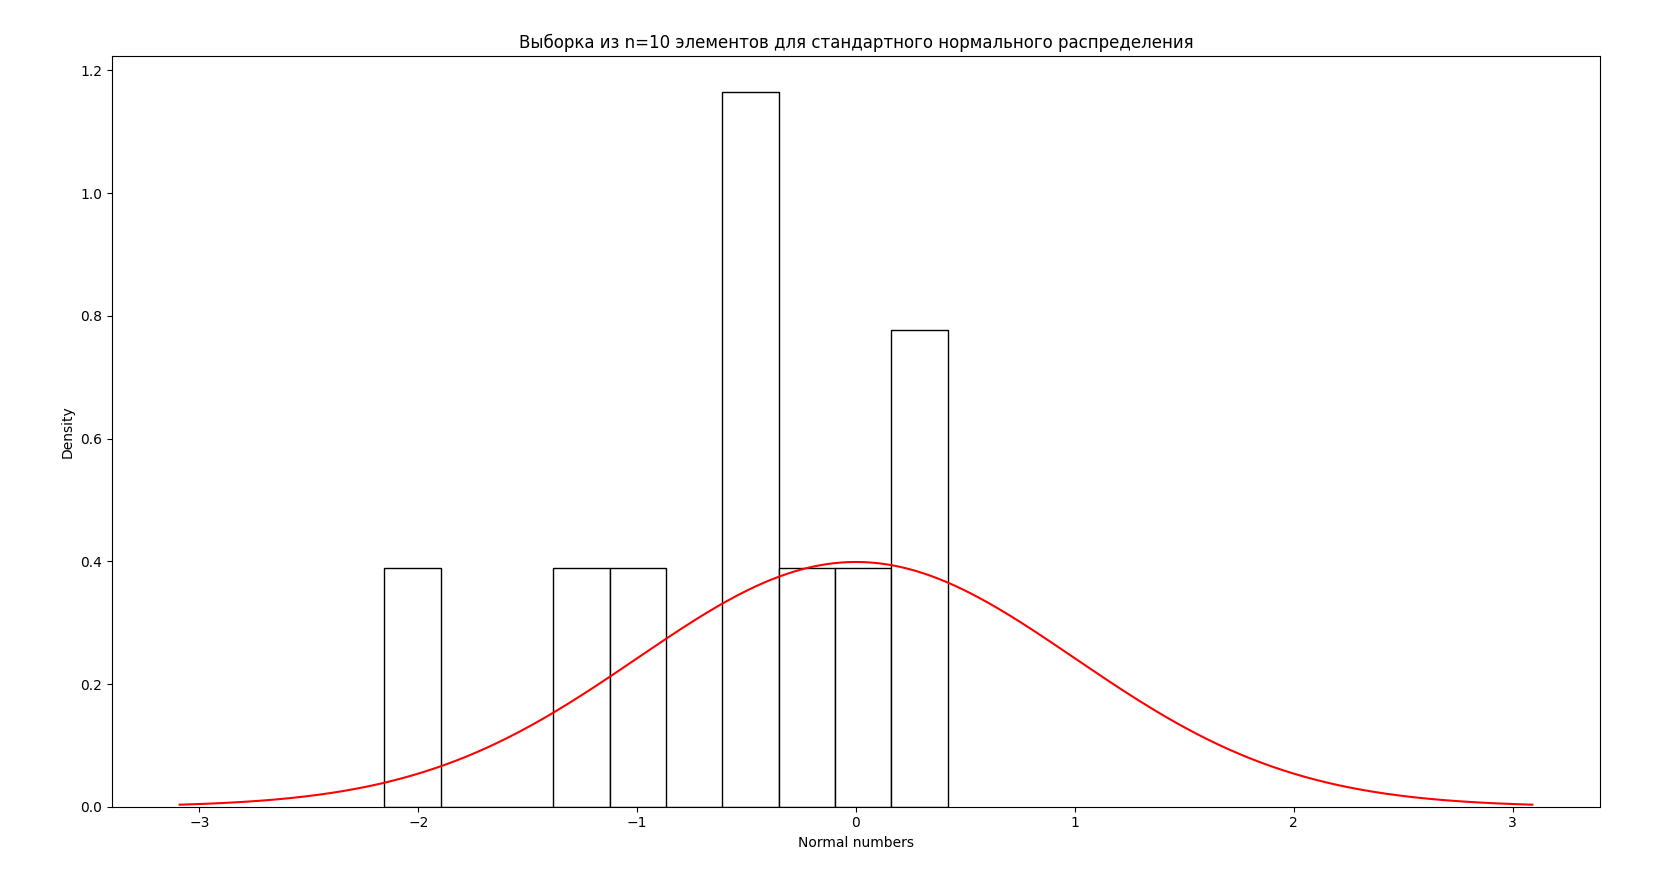 Выборка из n=10 элементов для стандартного нормального распределения
1.2
1.0
0.8
0.6
0.4
0.2
0.0
Density
−3 −2 −1 0 1 2 3
Normal numbers